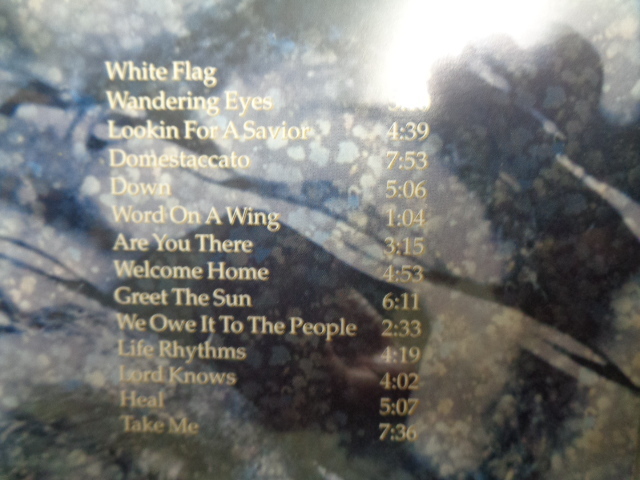 White Flag
Wandering Eyes
Lookin For A Savior 4:39
Domestaccato 7:53
Down 5:06
Word On A Wing 1:04
Are You There 3:15
Welcome Home 4:53
Greet The Sun 6:11
We Owe It To The People 2:33
Life Rhythms 4:19
Lord Knows 4:02
Heal 5:07
Take Me 7:36